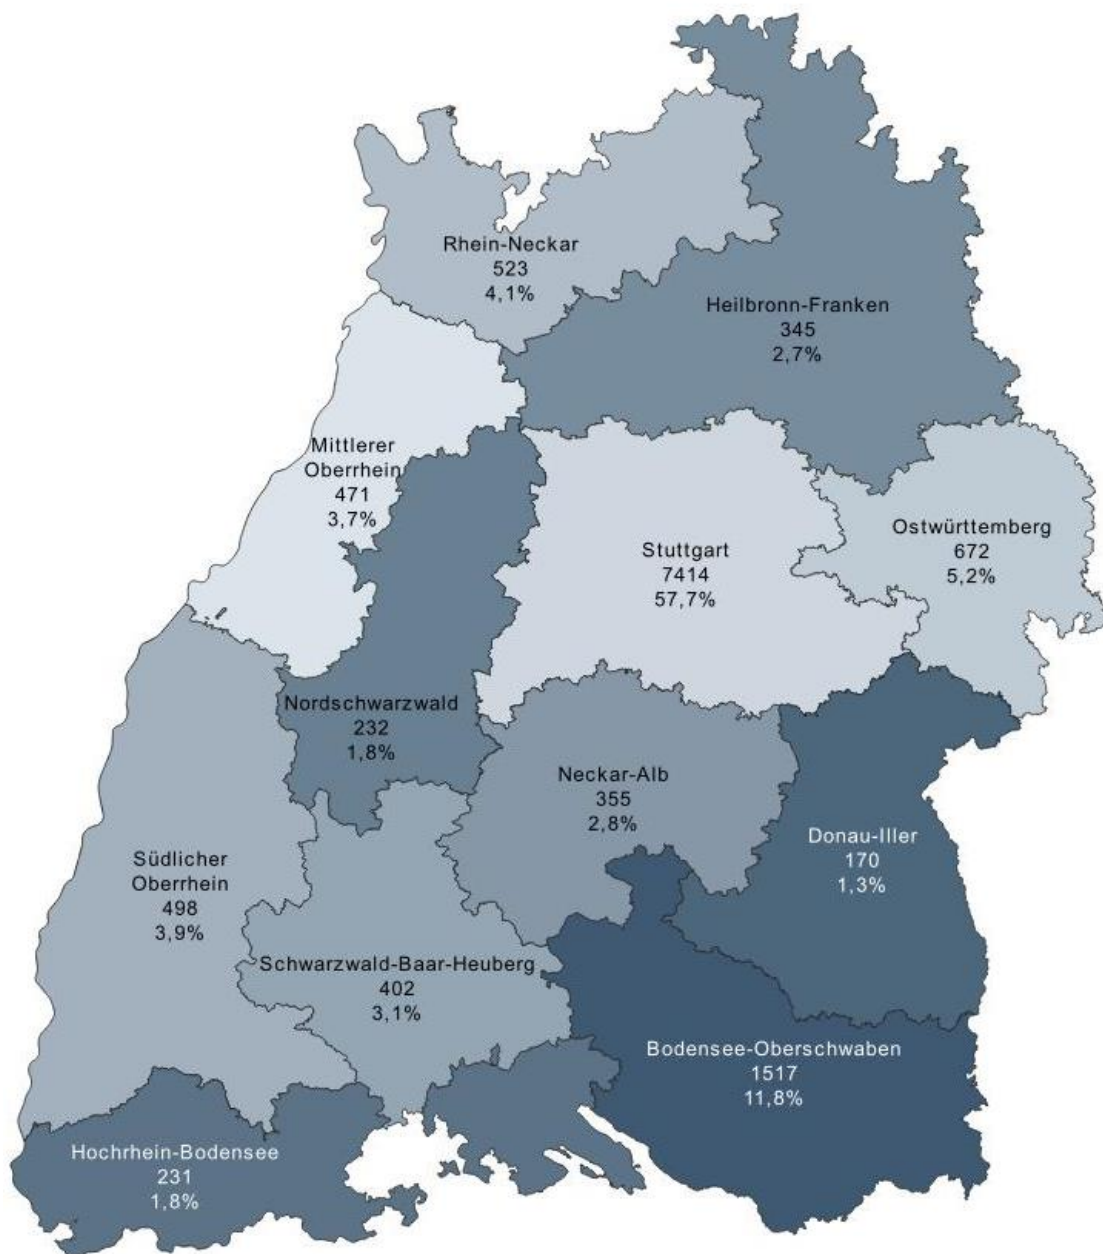 Rhein-Neckar
523
4,1%
Heilbronn-Franken
345
2,7%
Mittlerer
Oberrhein
471
3,7%
Stuttgart
7414
57,7%
Ostwürttemberg
672
5,2%
Nordschwarzwald
232
1,8%
Neckar-Alb
355
2,8%
Donau-Iller
170
1,3%
Südlicher
Oberrhein
498
3,9%
Schwarzwald-Baar-Heuberg
402
3,1%
Bodensee-Oberschwaben
1517
11,8%
Hochrhein-Bodensee
231
1,8%